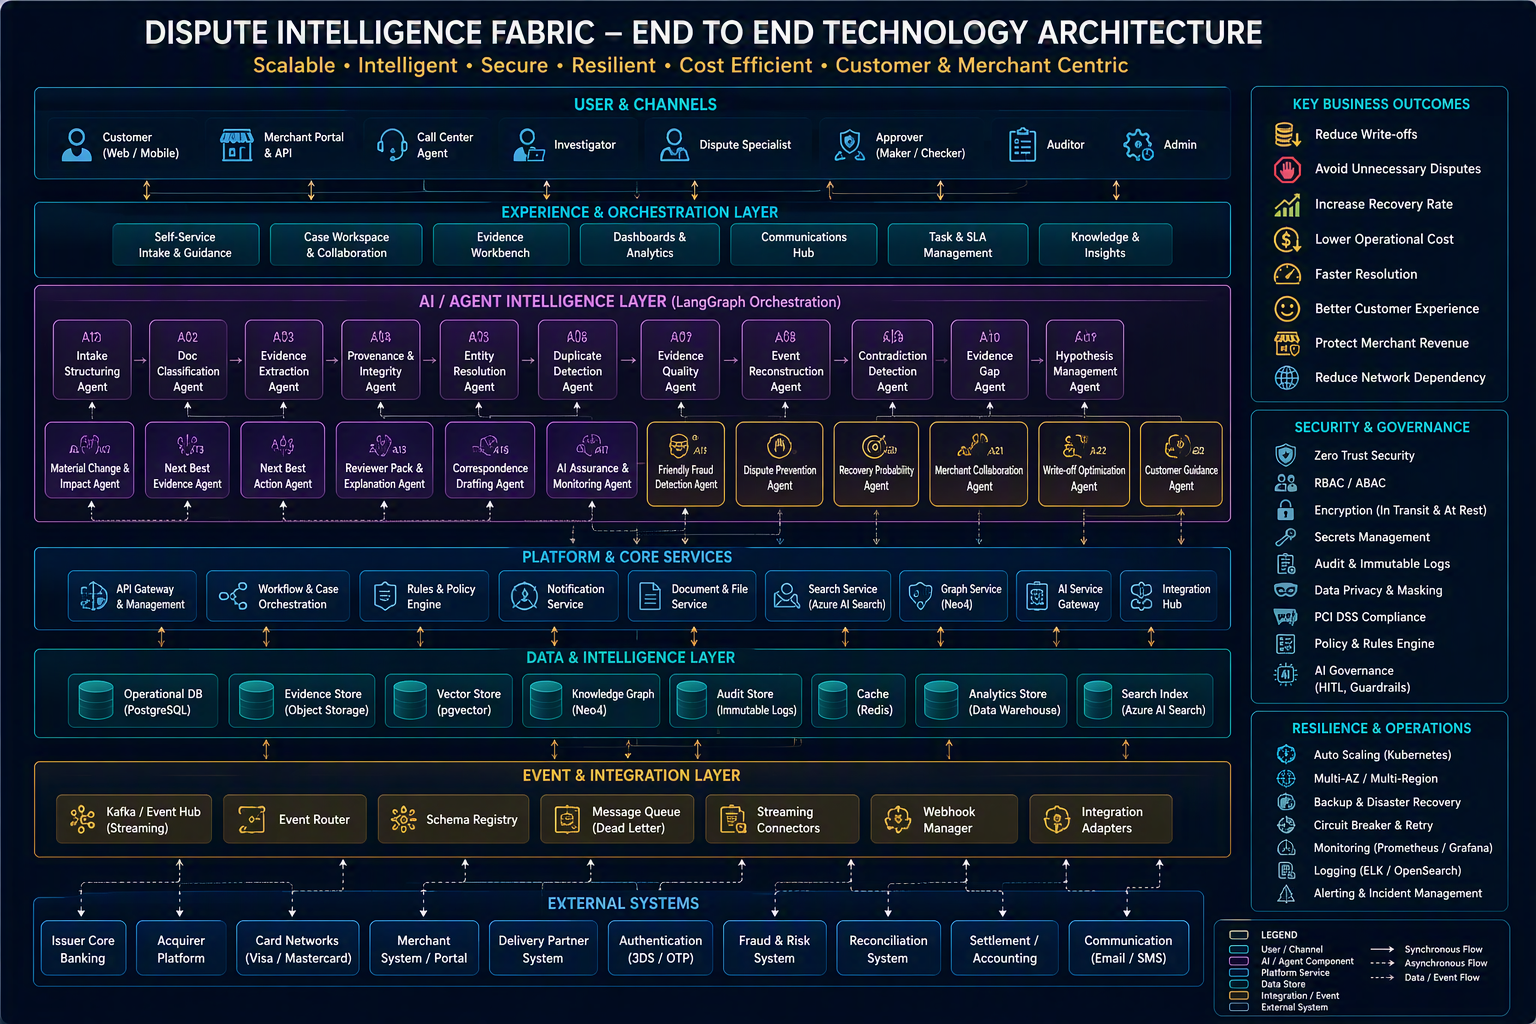 DISPUTE INTELLIGENCE FABRIC – END TO END TECHNOLOGY ARCHITECTURE
Scalable • Intelligent • Secure • Resilient • Cost Efficient • Customer & Merchant Centric
USER & CHANNELS
Customer
(Web / Mobile)
Merchant Portal
& API
Call Center
Agent
Investigator
Dispute Specialist
Approver
(Maker / Checker)
Auditor
Admin
EXPERIENCE & ORCHESTRATION LAYER
Self-Service
Intake & Guidance
Case Workspace
& Collaboration
Evidence
Workbench
Dashboards &
Analytics
Communications
Hub
Task & SLA
Management
Knowledge &
Insights
AI / AGENT INTELLIGENCE LAYER (LangGraph Orchestration)
Intake
Structuring
Agent
Doc
Classification
Agent
Evidence
Extraction
Agent
Provenance &
Integrity
Agent
Entity
Resolution
Agent
Duplicate
Detection
Agent
Evidence
Quality
Agent
Event
Reconstruction
Agent
Contradiction
Detection
Agent
Evidence
Gap
Agent
Hypothesis
Management
Agent
Material Change &
Impact Agent
Next Best
Evidence Agent
Next Best
Action Agent
Reviewer Pack &
Explanation Agent
Correspondence
Draffing Agent
AI Assurance &
Monitoring Agent
Friendly Fraud
Detection Agent
Dispute Prevention
Agent
Recovery Probablity
Agent
A21
Merchant Collaboration
Agent
A22
Write-off Optimization
Agent
Customer Guidance
Agent
PLATFORM & CORE SERVICES
API Gateway
& Management
Workflow & Case
Orchestration
Rules & Policy
Engine
Notification
Service
Document & File
Service
Search Service
(Azure AI Search)
Graph Service
(Neo4)
AI Service
Gateway
Integration
Hub
DATA & INTELLIGENCE LAYER
Operational DB
(PostgreSQL)
Evidence Store
(Object Storage)
Vector Store
(pgvector)
Knowledge Graph
(Neo4)
Audit Store
(Immutable Logs)
Cache
(Redis)
Analytics Store
(Data Warehouse)
Search Index
(Azure AI Search)
EVENT & INTEGRATION LAYER
Kafka / Event Hub
(Streaming)
Event Router
Schema Registry
Message Queue
(Dead Letter)
Streaming
Connectors
Webhook
Manager
Integration
Adapters
EXTERNAL SYSTEMS
Issuer Core
Banking
Acquirer
Platform
Card Networks
(Visa / Mastercard)
Merchant
System / Portal
Delivery Partner
System
Authentication
(3DS / OTP)
Fraud & Risk
System
Reconciliation
System
Settlement /
Accounting
Communication
(Email / SMS)
KEY BUSINESS OUTCOMES
Reduce Write-offs
Avoid Unnecessary Disputes
Increase Recovery Rate
Lower Operational Cost
Faster Resolution
Better Customer Experience
Protect Merchant Revenue
Reduce Network Dependency
SECURITY & GOVERNANCE
Zero Trust Security
RBAC / ABAC
Encryption (In Transit & At Rest)
Secrets Management
Audit & Immutable Logs
Data Privacy & Masking
PCI DSS Compliance
Policy & Rules Engine
AI Governance
(HITL, Guardrails)
RESILIENCE & OPERATIONS
Auto Scaling (Kubernetes)
Multi-AZ / Multi-Region
Backup & Disaster Recovery
Circuit Breaker & Retry
Monitoring (Prometheus / Grafana)
Logging (ELK / OpenSearch)
Alerting & Incident Management
LEGEND
User / Channel
AI / Agent Component
Platform Service
Data Store
Integration / Event
External System
Synchronous Flow
Asynchronous Flow
Data / Event Flow